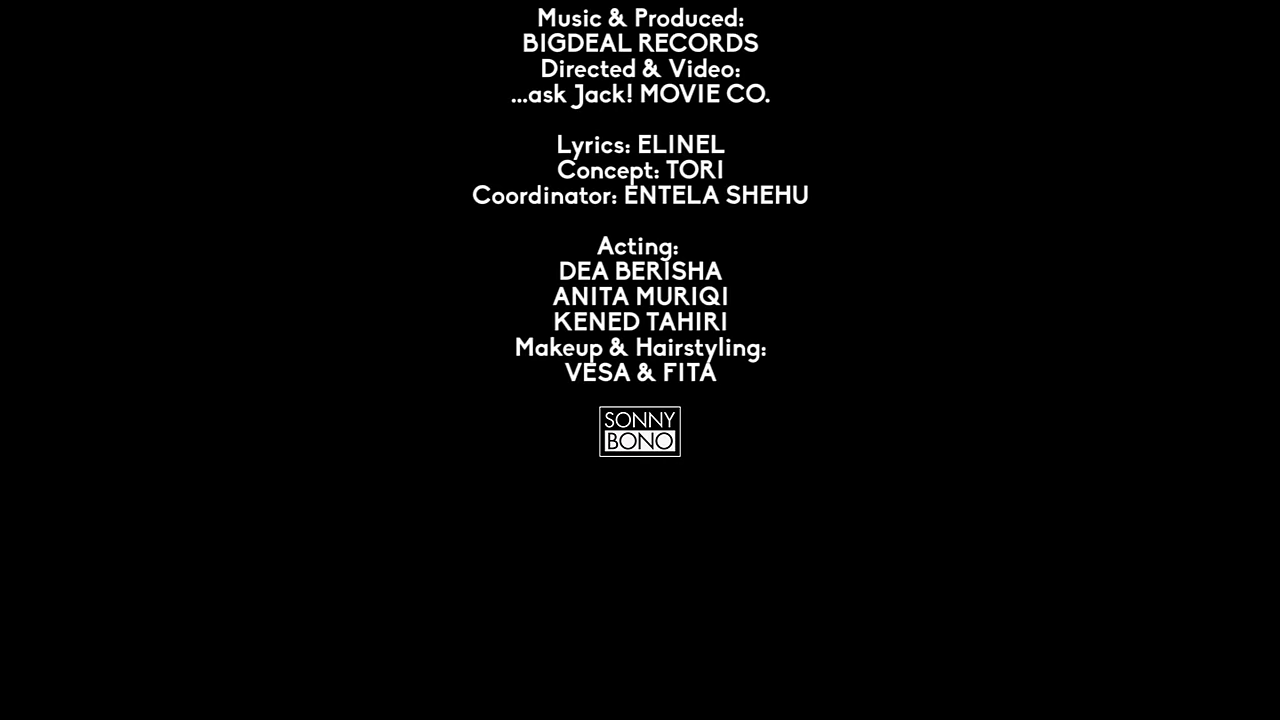 Music & Produced:
BIGDEAL RECORDS
Directed & Video:
...ask Jack! MOVIE CO.
Lyrics: ELINEL
Concept: TORI
Coordinator: ENTELA SHEHU
Acting:
DEA BERISHA
ANITA MURIQI
KENED TAHIRI
Makeup & Hairstyling:
VESA & FITA
SONNY
BONO